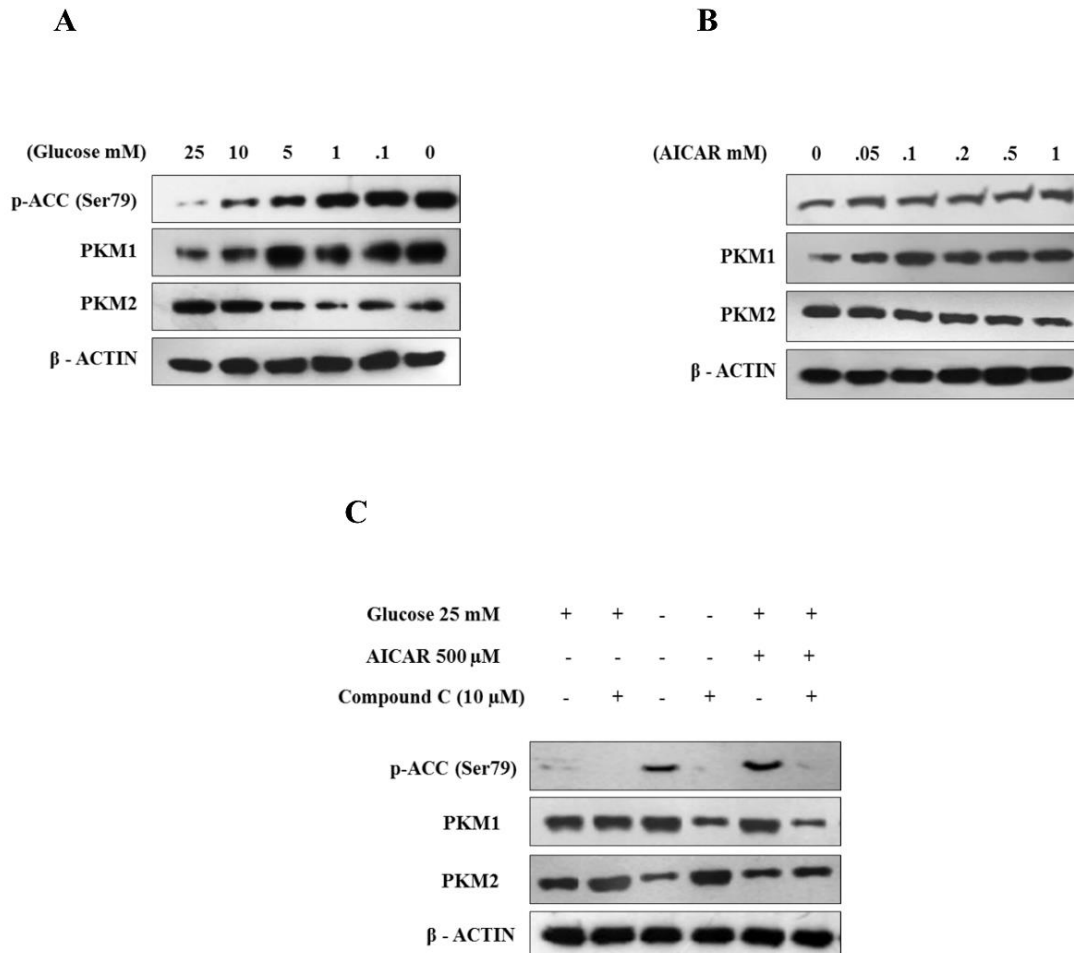 A
(Glucose mM) 25 10 5 1 .1 0
p-ACC (Ser79)
PKM1
PKM2
β - ACTIN
B
(AICAR mM) 0 .05 .1 .2 .5 1
PKM1
PKM2
β - ACTIN
C
Glucose 25 mM + + - - + +
AICAR 500 µM - - - - + +
Compound C (10 µM) - + - + - +
p-ACC (Ser79)
PKM1
PKM2
β - ACTIN